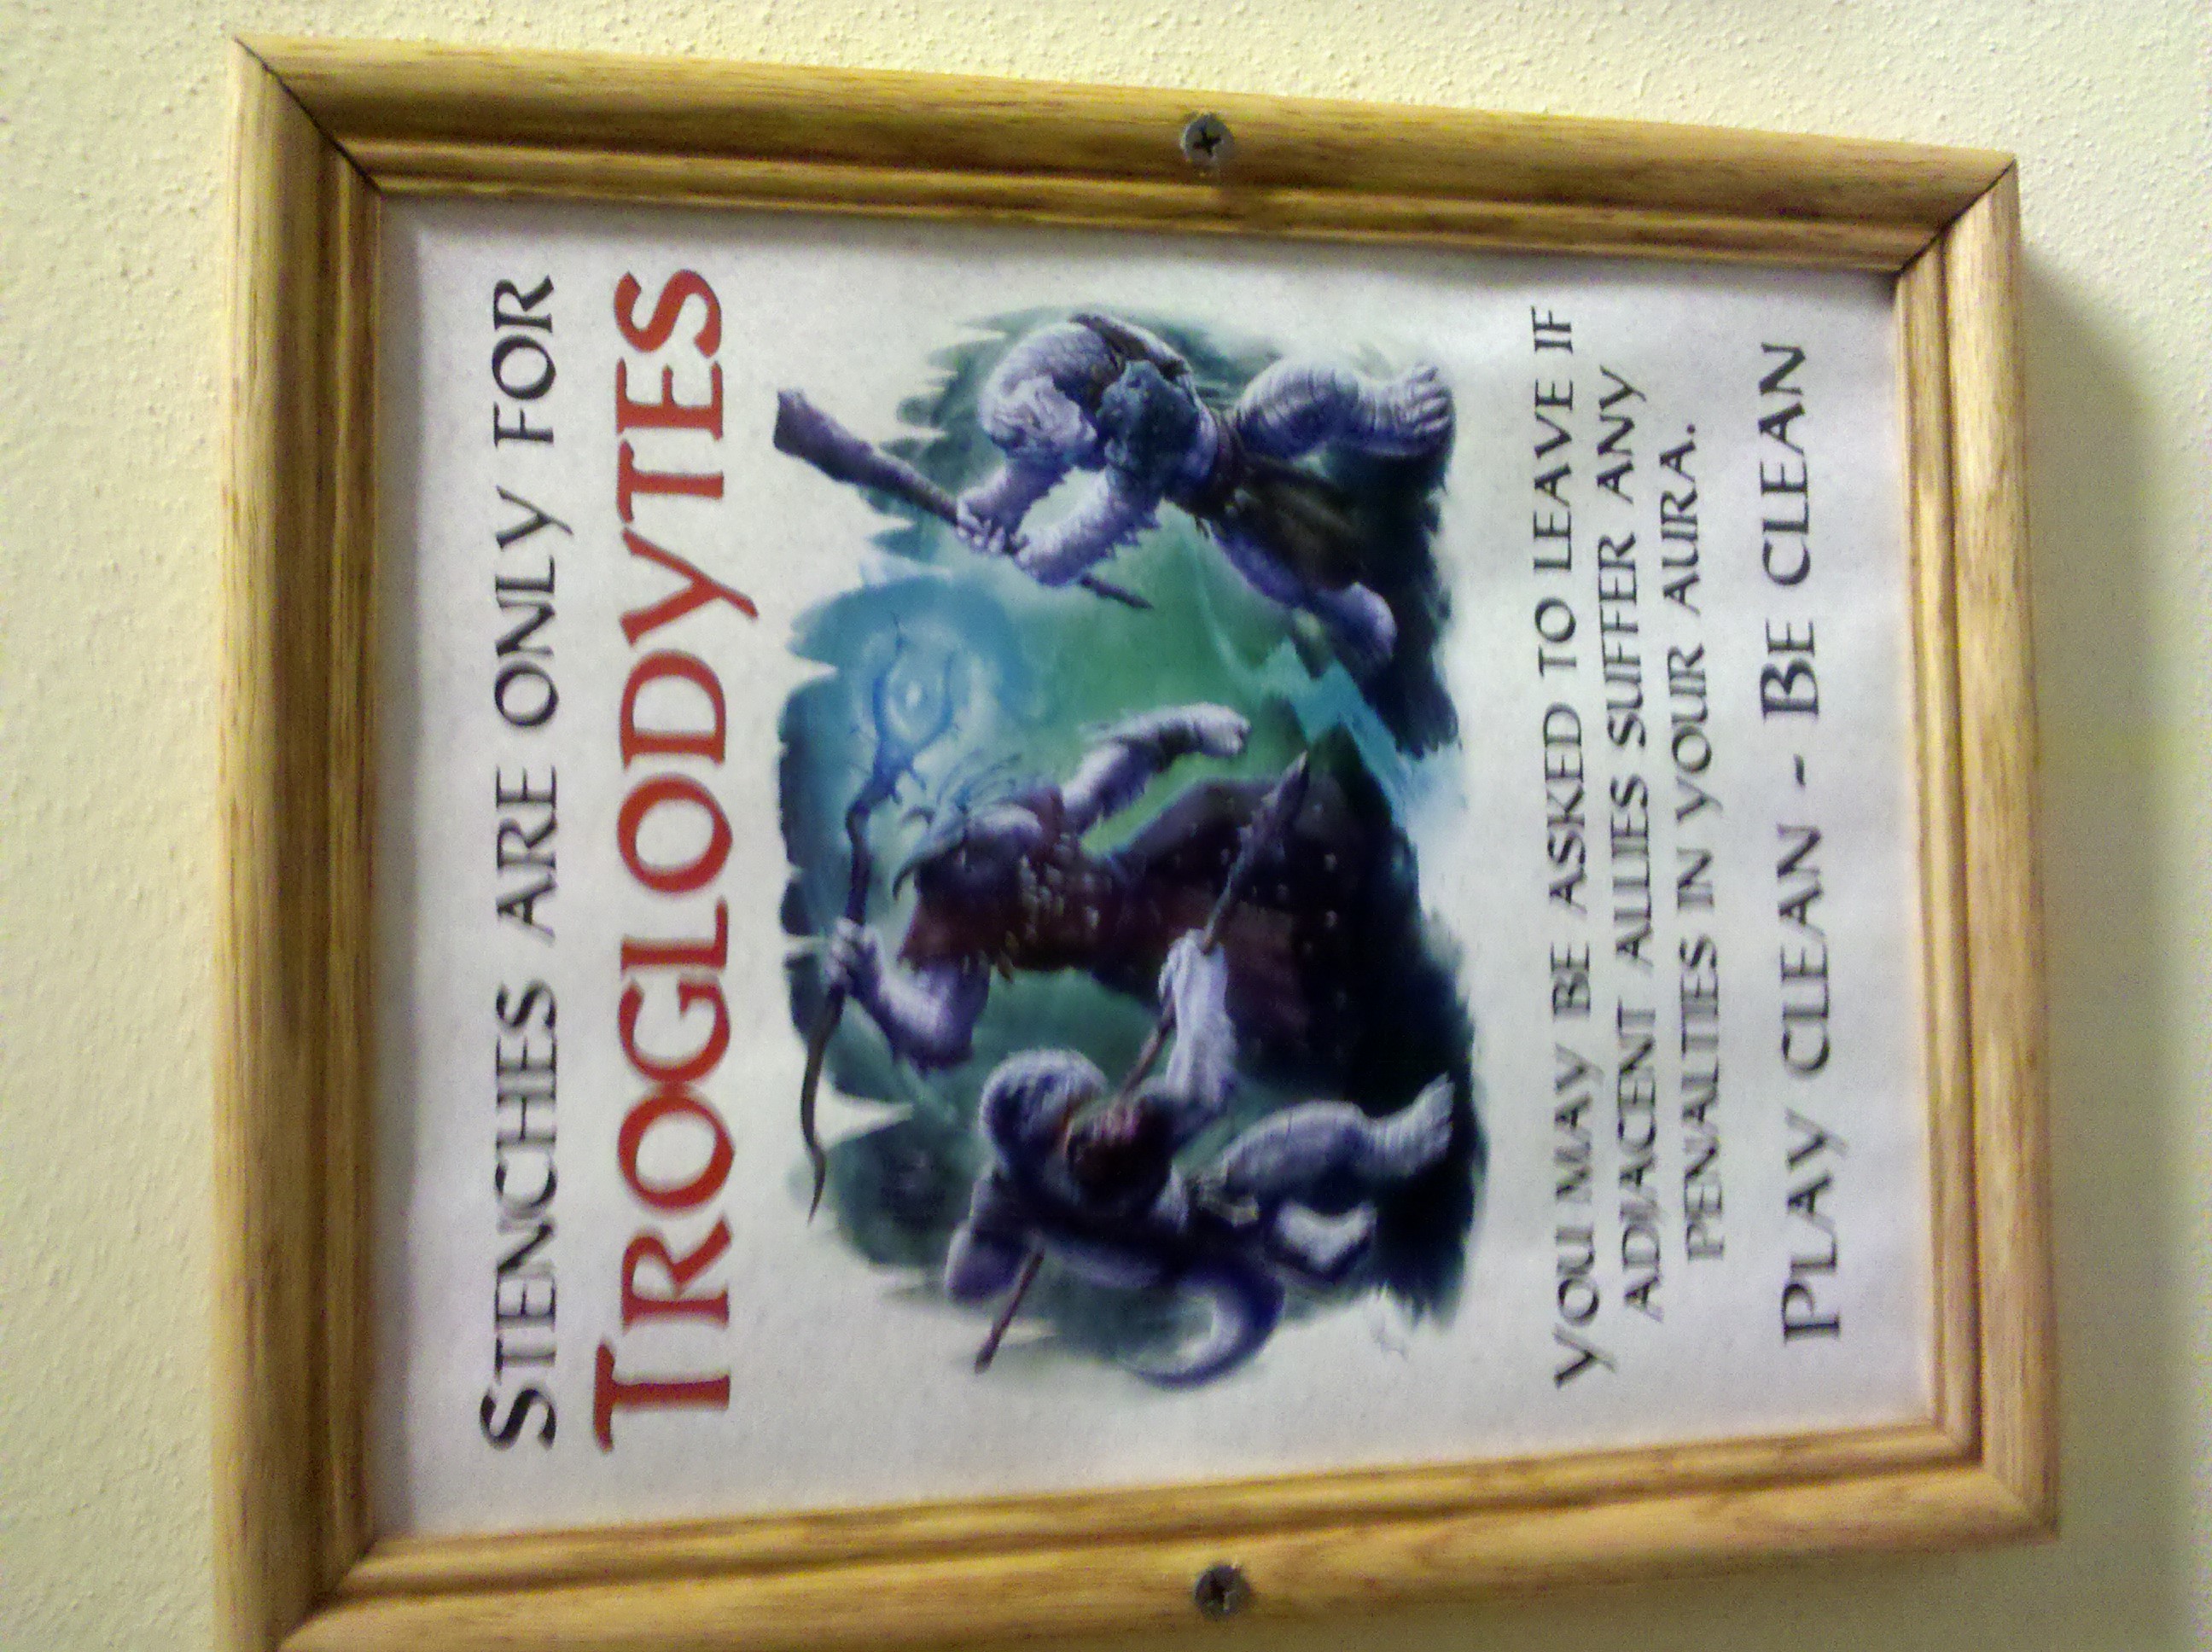 STENCHES ARE ONLY FOR
TROGLODYTES
YOU MAY BE ASKED TO LEAVE IF
ADJACENT ALLIES SUFFER ANY
PENALTIES IN YOUR AURA.
PLAY CLEAN - BE CLEAN